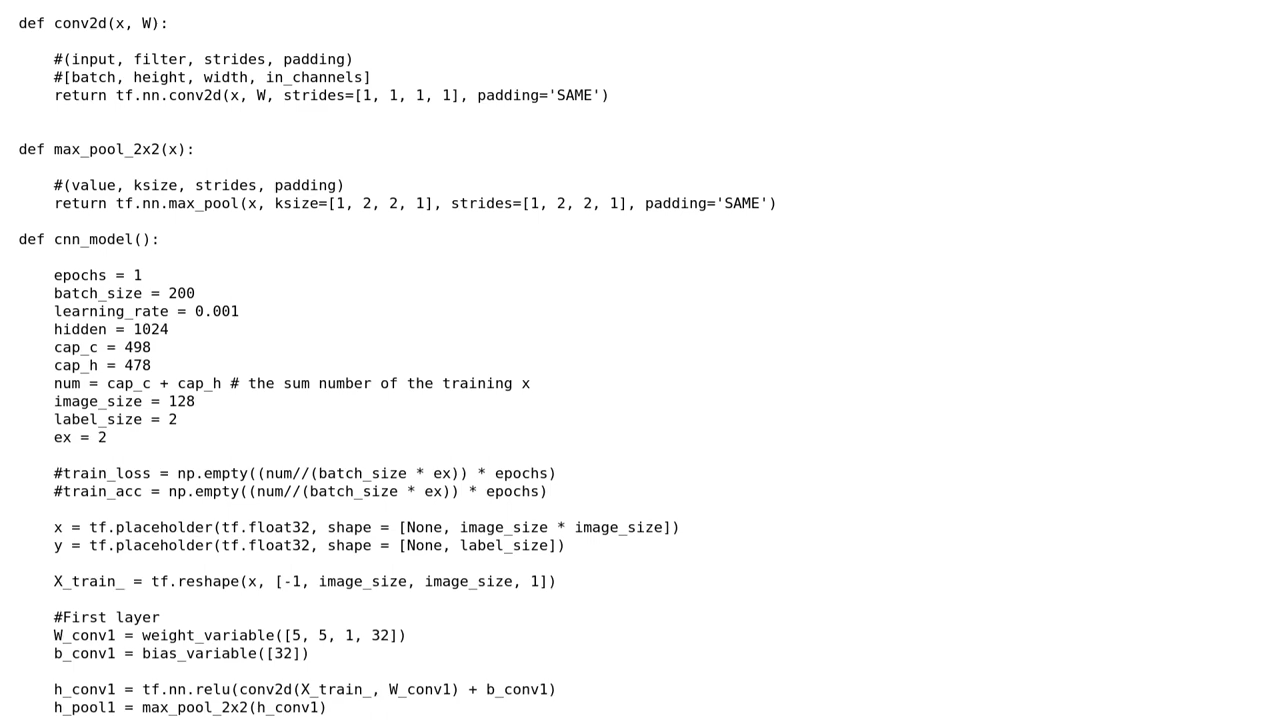 def conv2d(x, W):
    #(input, filter, strides, padding)
    #[batch, height, width, in_channels]
    return tf.nn.conv2d(x, W, strides=[1, 1, 1, 1], padding='SAME')
def max_pool_2x2(x):
    #(value, ksize, strides, padding)
    return tf.nn.max_pool(x, ksize=[1, 2, 2, 1], strides=[1, 2, 2, 1], padding='SAME')
def cnn_model():
    epochs = 1
    batch_size = 200
    learning_rate = 0.001
    hidden = 1024
    cap_c = 498
    cap_h = 478
    num = cap_c + cap_h # the sum number of the training x
    image_size = 128
    label_size = 2
    ex = 2
    #train_loss = np.empty((num//(batch_size * ex)) * epochs)
    #train_acc = np.empty((num//(batch_size * ex)) * epochs)
    x = tf.placeholder(tf.float32, shape = [None, image_size * image_size])
    y = tf.placeholder(tf.float32, shape = [None, label_size])
    X_train_ = tf.reshape(x, [-1, image_size, image_size, 1])
    #First layer
    W_conv1 = weight_variable([5, 5, 1, 32])
    b_conv1 = bias_variable([32])
    h_conv1 = tf.nn.relu(conv2d(X_train_, W_conv1) + b_conv1)
    h_pool1 = max_pool_2x2(h_conv1)